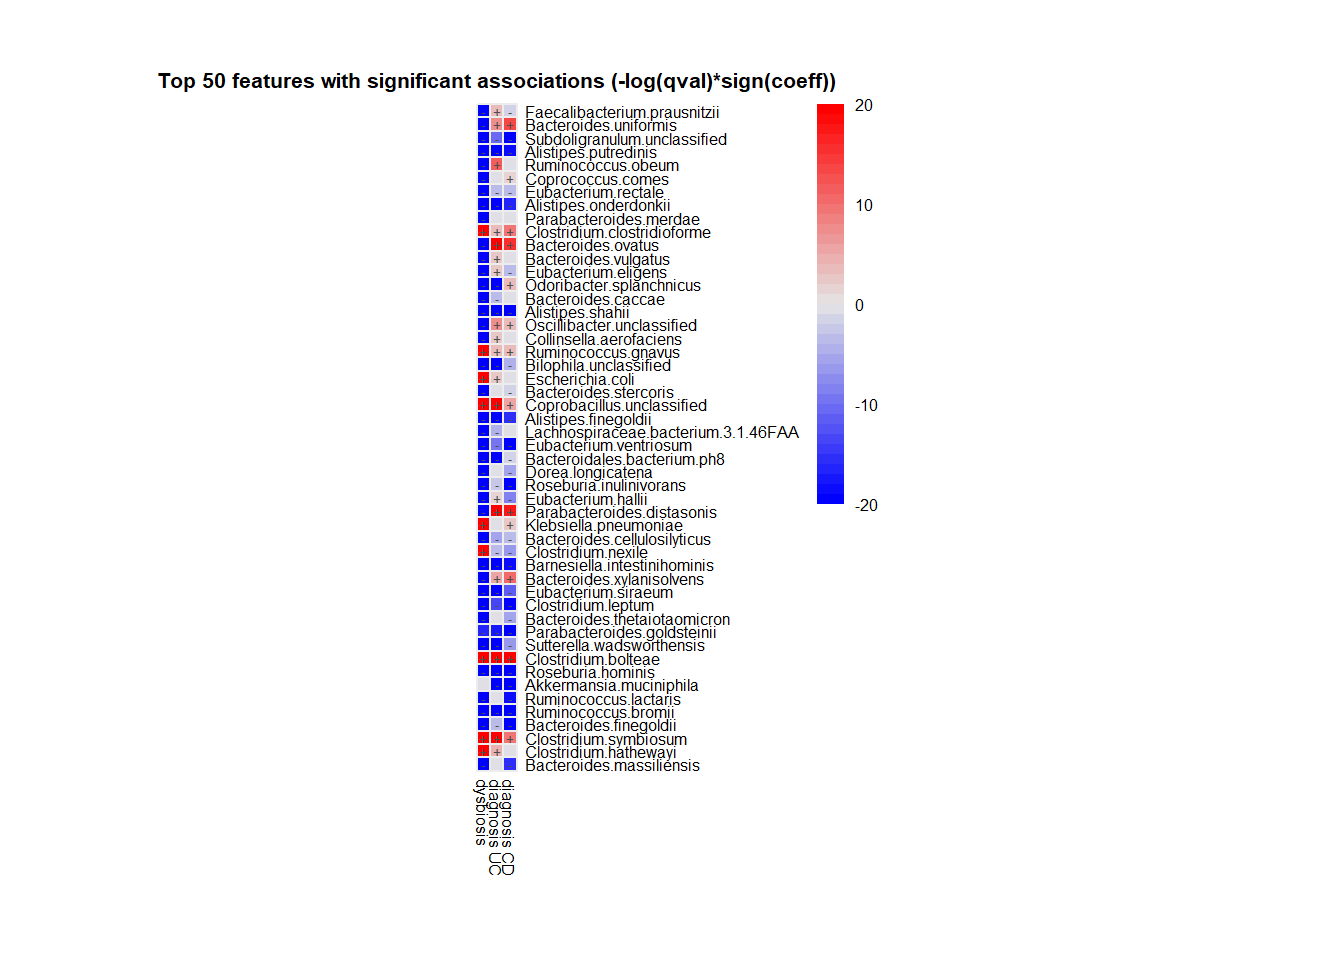 Top 50 features with significant associations (-log(qval)*sign(coeff))
Faecalibacterium.prausnitzii
Bacteroides.uniformis
Subdoligranulum.unclassified
Alistipes.putredinis
Ruminococcus.obeum
Coprococcus.comes
Eubacterium.rectale
Alistipes.onderdonkii
Parabacteroides.merdae
Clostridium.clostridioforme
Bacteroides.ovatus
Bacteroides.vulgatus
Eubacterium.eligens
Odoribacter.splanchnicus
Bacteroides.caccae
Alistipes.shahii
Oscillibacter.unclassified
Collinsella.aerofaciens
Ruminococcus.gnavus
Bilophila.unclassified
Escherichia.coli
Bacteroides.stercoris
Coprobacillus.unclassified
Alistipes.finegoldii
Lachnospiraceae.bacterium.3.1.46FAA
Eubacterium.ventriosum
Bacteroidales.bacterium.ph8
Dorea.longicatena
Roseburia.inulinivorans
Eubacterium.hallii
Parabacteroides.distasonis
Klebsiella.pneumoniae
Bacteroides.cellulosilyticus
Clostridium.nexile
Barnesiella.intestinihominis
Bacteroides.xylanisolvens
Eubacterium.siraeum
Clostridium.leptum
Bacteroides.thetaiotaomicron
Parabacteroides.goldsteinii
Sutterella.wadsworthensis
Clostridium.bolteae
Roseburia.hominis
Akkermansia.muciniphila
Ruminococcus.lactaris
Ruminococcus.bromii
Bacteroides.finegoldii
Clostridium.symbiosum
Clostridium.hathewayi
Bacteroides.massiliensis
dysbiosis
diagnosis UC
diagnosis CD
20
10
0
-10
-20